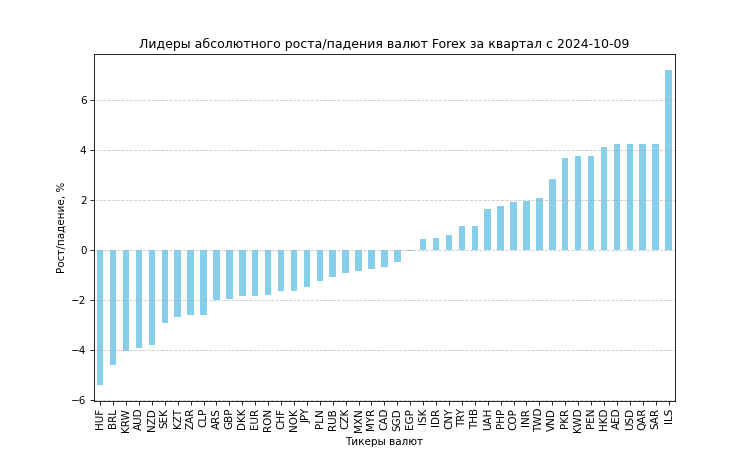 Лидеры абсолютного роста/падения валют Forex за квартал с 2024-10-09
Рост/падение, %
6
4
2
0
−2
−4
−6
HUF BRL KRW AUD NZD SEK KZT ZAR CLP ARS GBP DKK EUR RON CHF NOK JPY PLN RUB CZK MXN MYR CAD SGD EGP ISK IDR CNY TRY THB UAH PHP COP INR TWD VND PKR KWD PEN HKD AED USD QAR SAR ILS
Тикеры валют